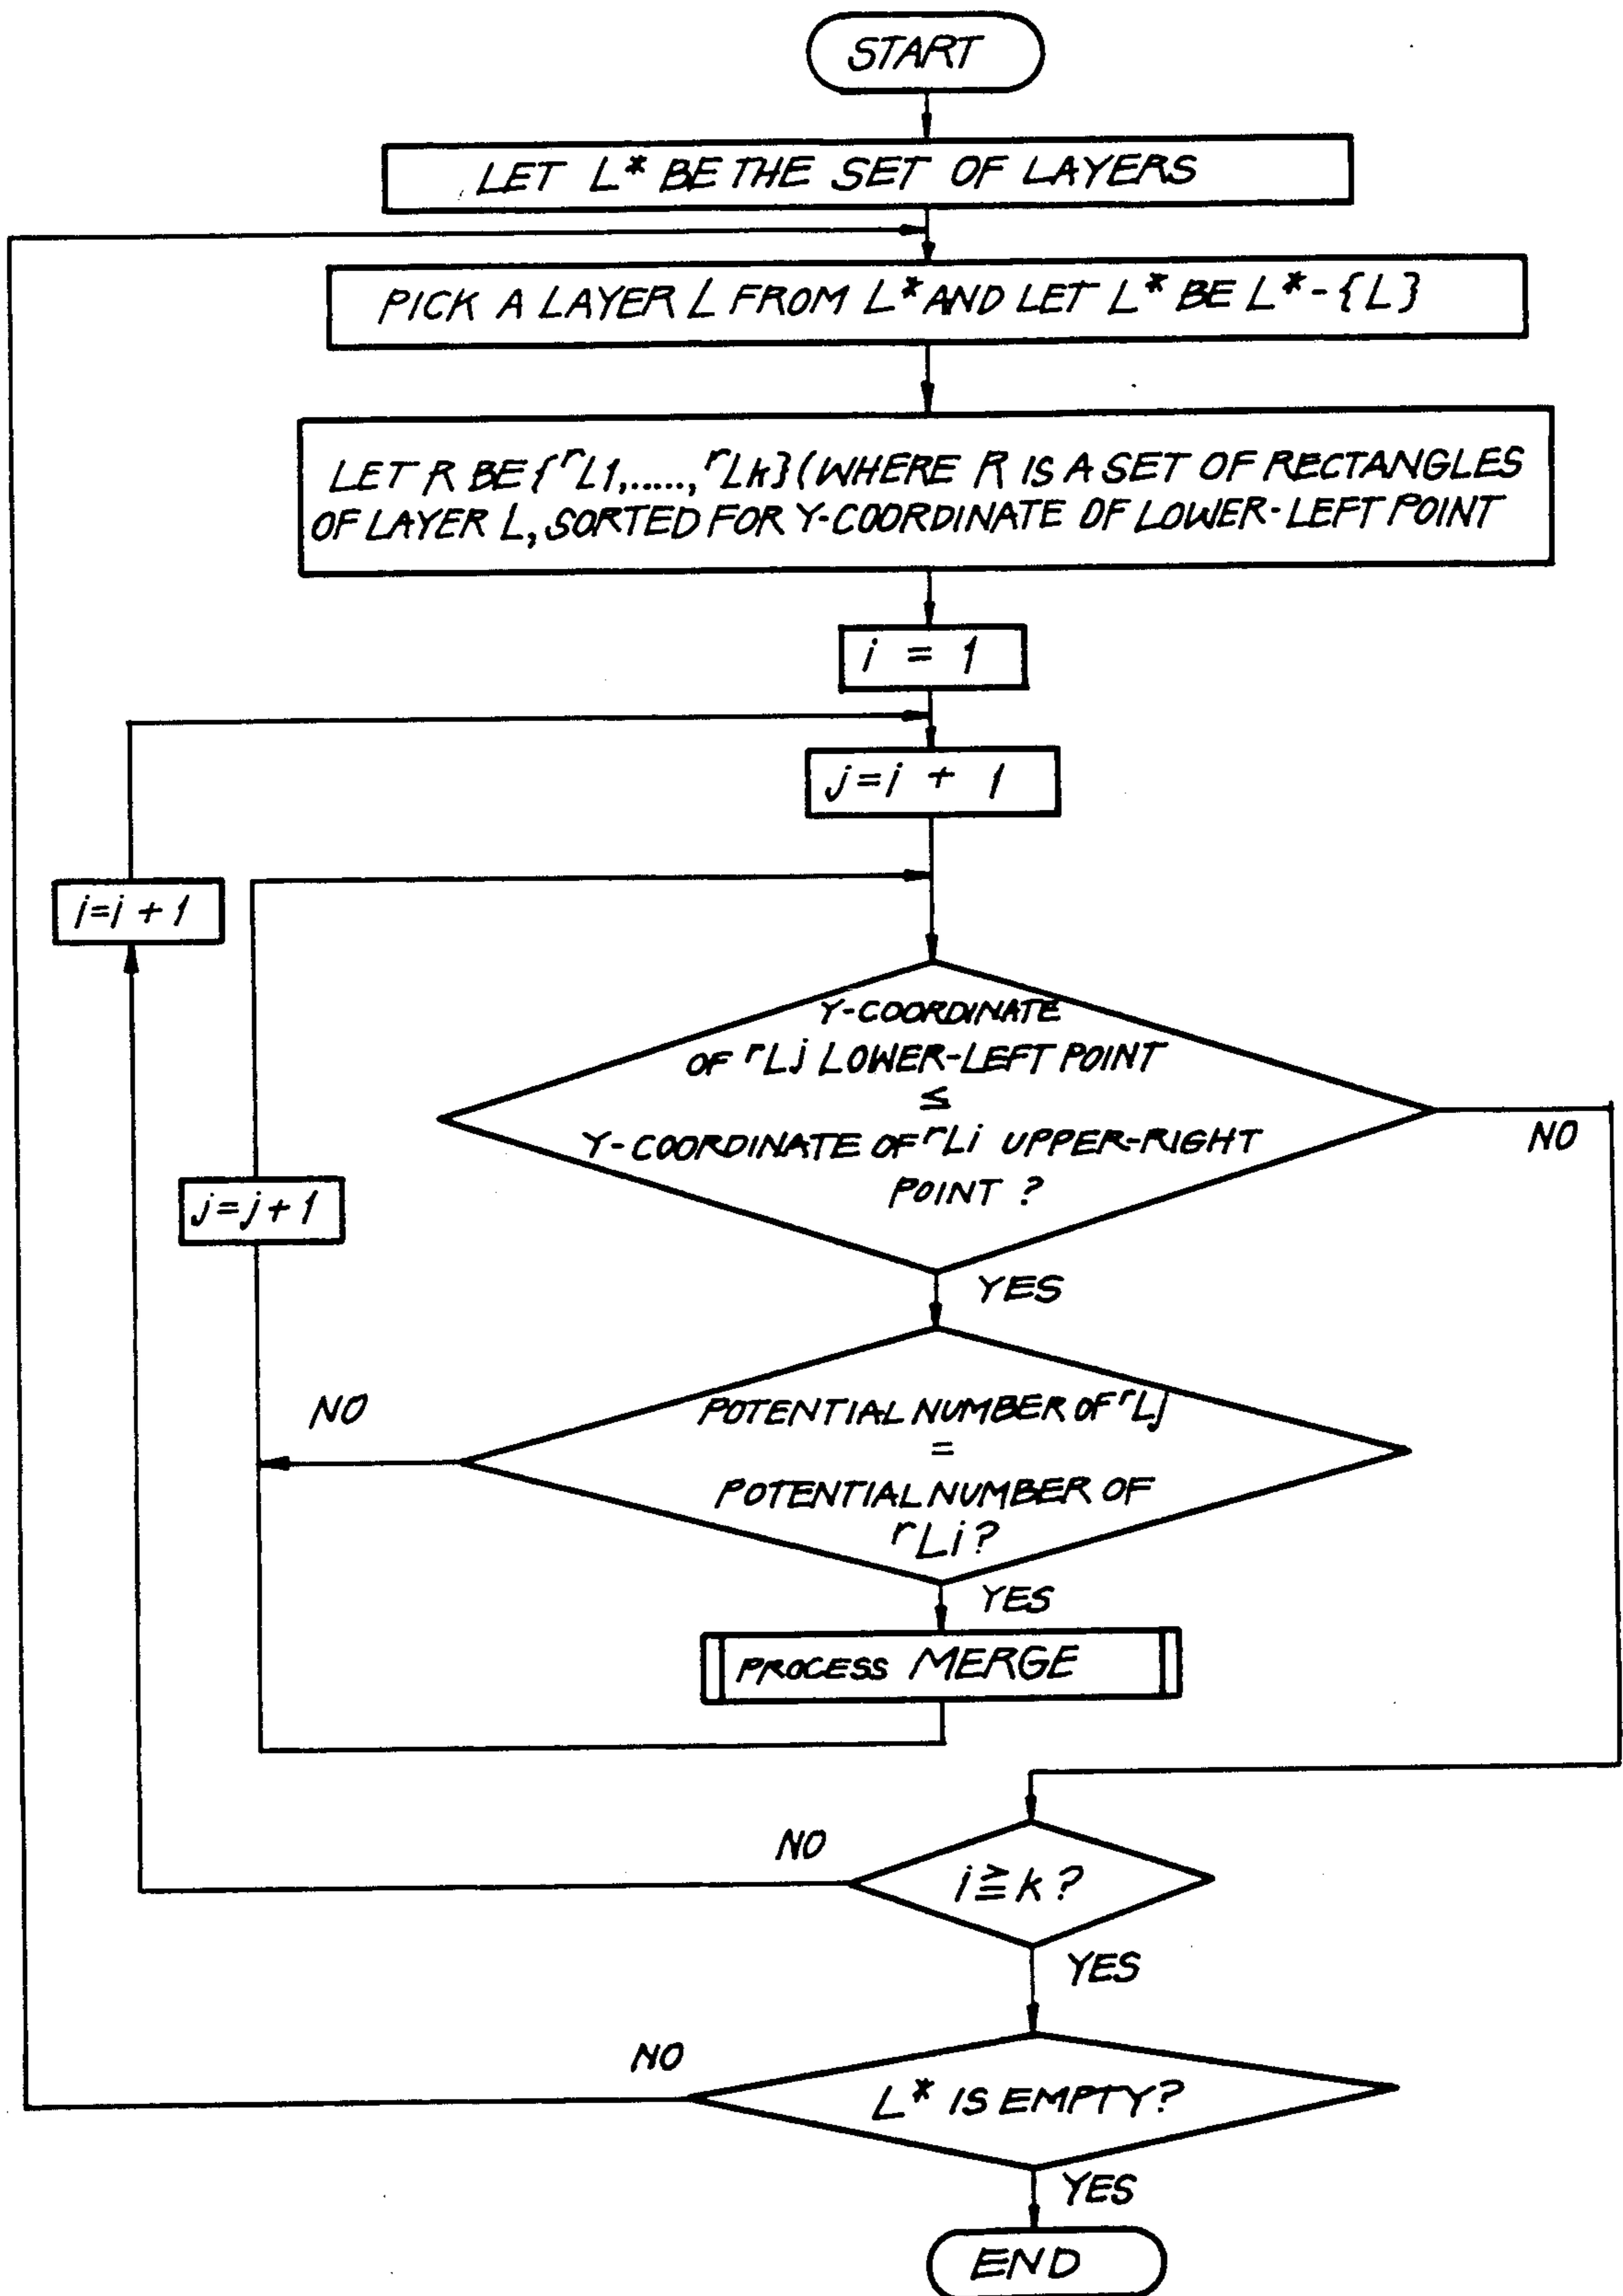 START
LET L* BE THE SET OF LAYERS
PICK A LAYER L FROM L* AND LET L* BE L*-{L}
LET R BE {rL1,.....,rLk} (WHERE R IS A SET OF RECTANGLES
OF LAYER L, SORTED FOR Y-COORDINATE OF LOWER-LEFT POINT
i = 1
j=i + 1
i=i+1
Y-COORDINATE
OF rLj LOWER-LEFT POINT
≤
Y-COORDINATE OF rLi UPPER-RIGHT
POINT ?
NO
j=j+1
YES
NO
POTENTIAL NUMBER OF rLj
=
POTENTIAL NUMBER OF
rLi?
YES
PROCESS MERGE
NO
i≧k?
YES
NO
L* IS EMPTY?
YES
END